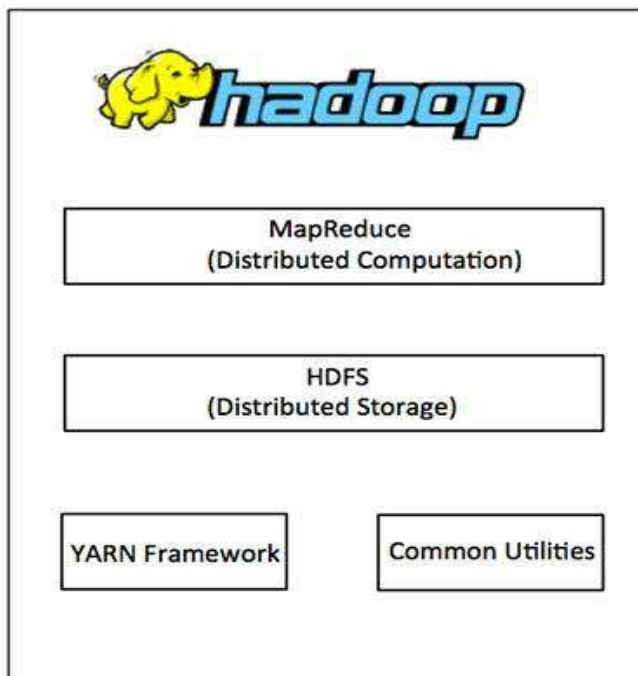 hadoop
MapReduce
(Distributed Computation)
HDFS
(Distributed Storage)
YARN Framework
Common Utilities